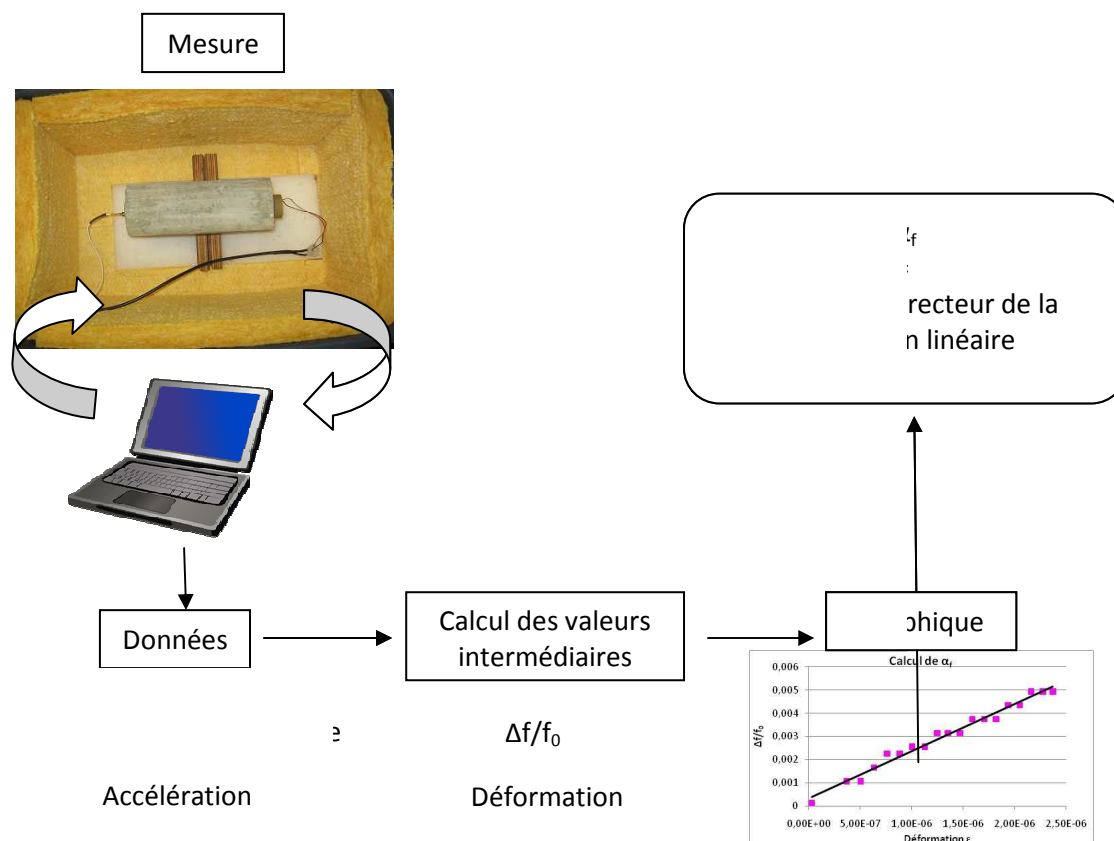 Mesure
recteur de la
n linéaire
Données
Calcul des valeurs
intermédiaires
phique
Calcul de αf
0,006
0,005
0,004
0,003
0,002
0,001
0
Δf/f0
0,00E+00 5,00E-07 1,00E-06 1,50E-06 2,00E-06 2,50E-06
Déformation ε
e
Δf/f0
Accélération
Déformation